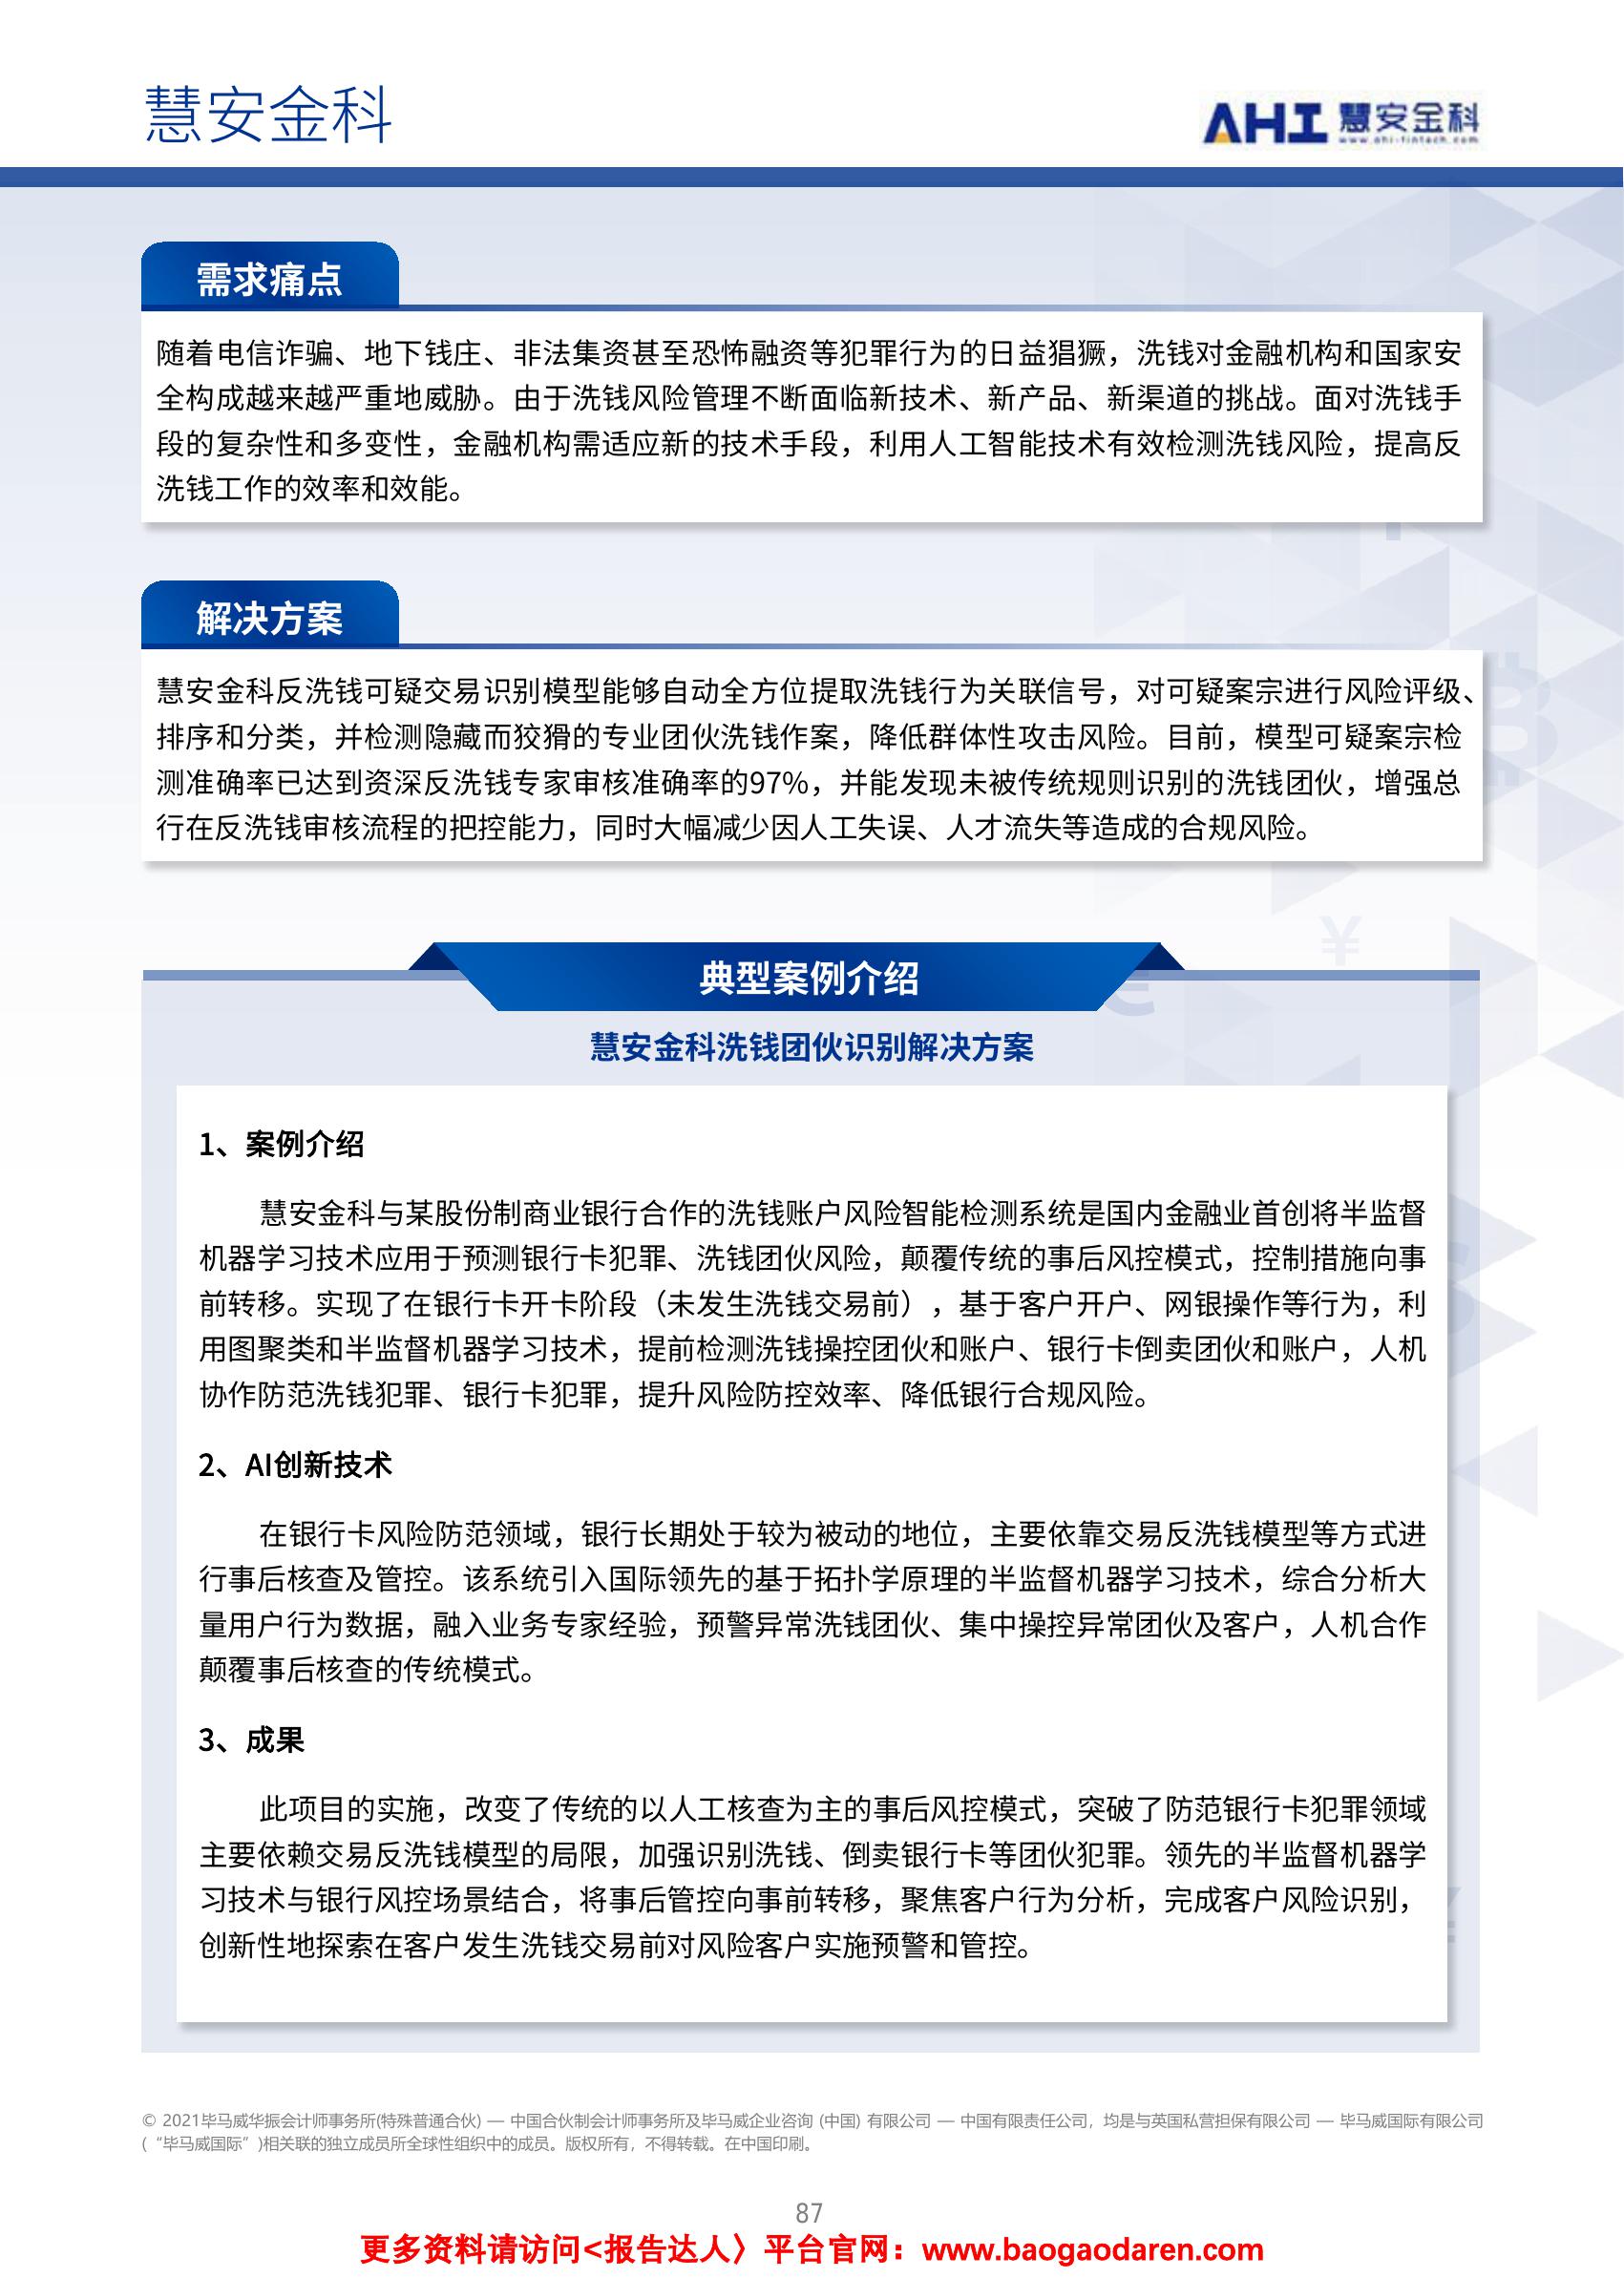 慧安金科
AHI 慧安金科
www.ahi-fintech.com
需求痛点
随着电信诈骗、地下钱庄、非法集资甚至恐怖融资等犯罪行为的日益猖獗，洗钱对金融机构和国家安
全构成越来越严重地威胁。由于洗钱风险管理不断面临新技术、新产品、新渠道的挑战。面对洗钱手
段的复杂性和多变性，金融机构需适应新的技术手段，利用人工智能技术有效检测洗钱风险，提高反
洗钱工作的效率和效能。
解决方案
慧安金科反洗钱可疑交易识别模型能够自动全方位提取洗钱行为关联信号，对可疑案宗进行风险评级、
排序和分类，并检测隐藏而狡猾的专业团伙洗钱作案，降低群体性攻击风险。目前，模型可疑案宗检
测准确率已达到资深反洗钱专家审核准确率的97%，并能发现未被传统规则识别的洗钱团伙，增强总
行在反洗钱审核流程的把控能力，同时大幅减少因人工失误、人才流失等造成的合规风险。
典型案例介绍
慧安金科洗钱团伙识别解决方案
1、案例介绍
慧安金科与某股份制商业银行合作的洗钱账户风险智能检测系统是国内金融业首创将半监督
机器学习技术应用于预测银行卡犯罪、洗钱团伙风险，颠覆传统的事后风控模式，控制措施向事
前转移。实现了在银行卡开卡阶段（未发生洗钱交易前），基于客户开户、网银操作等行为，利
用图聚类和半监督机器学习技术，提前检测洗钱操控团伙和账户、银行卡倒卖团伙和账户，人机
协作防范洗钱犯罪、银行卡犯罪，提升风险防控效率、降低银行合规风险。
2、AI创新技术
在银行卡风险防范领域，银行长期处于较为被动的地位，主要依靠交易反洗钱模型等方式进
行事后核查及管控。该系统引入国际领先的基于拓扑学原理的半监督机器学习技术，综合分析大
量用户行为数据，融入业务专家经验，预警异常洗钱团伙、集中操控异常团伙及客户，人机合作
颠覆事后核查的传统模式。
3、成果
此项目的实施，改变了传统的以人工核查为主的事后风控模式，突破了防范银行卡犯罪领域
主要依赖交易反洗钱模型的局限，加强识别洗钱、倒卖银行卡等团伙犯罪。领先的半监督机器学
习技术与银行风控场景结合，将事后管控向事前转移，聚焦客户行为分析，完成客户风险识别，
创新性地探索在客户发生洗钱交易前对风险客户实施预警和管控。
© 2021毕马威华振会计师事务所(特殊普通合伙) — 中国合伙制会计师事务所及毕马威企业咨询 (中国) 有限公司 — 中国有限责任公司，均是与英国私营担保有限公司 — 毕马威国际有限公司
(“毕马威国际”)相关联的独立成员所全球性组织中的成员。版权所有，不得转载。在中国印刷。
87
更多资料请访问<报告达人〉平台官网：www.baogaodaren.com